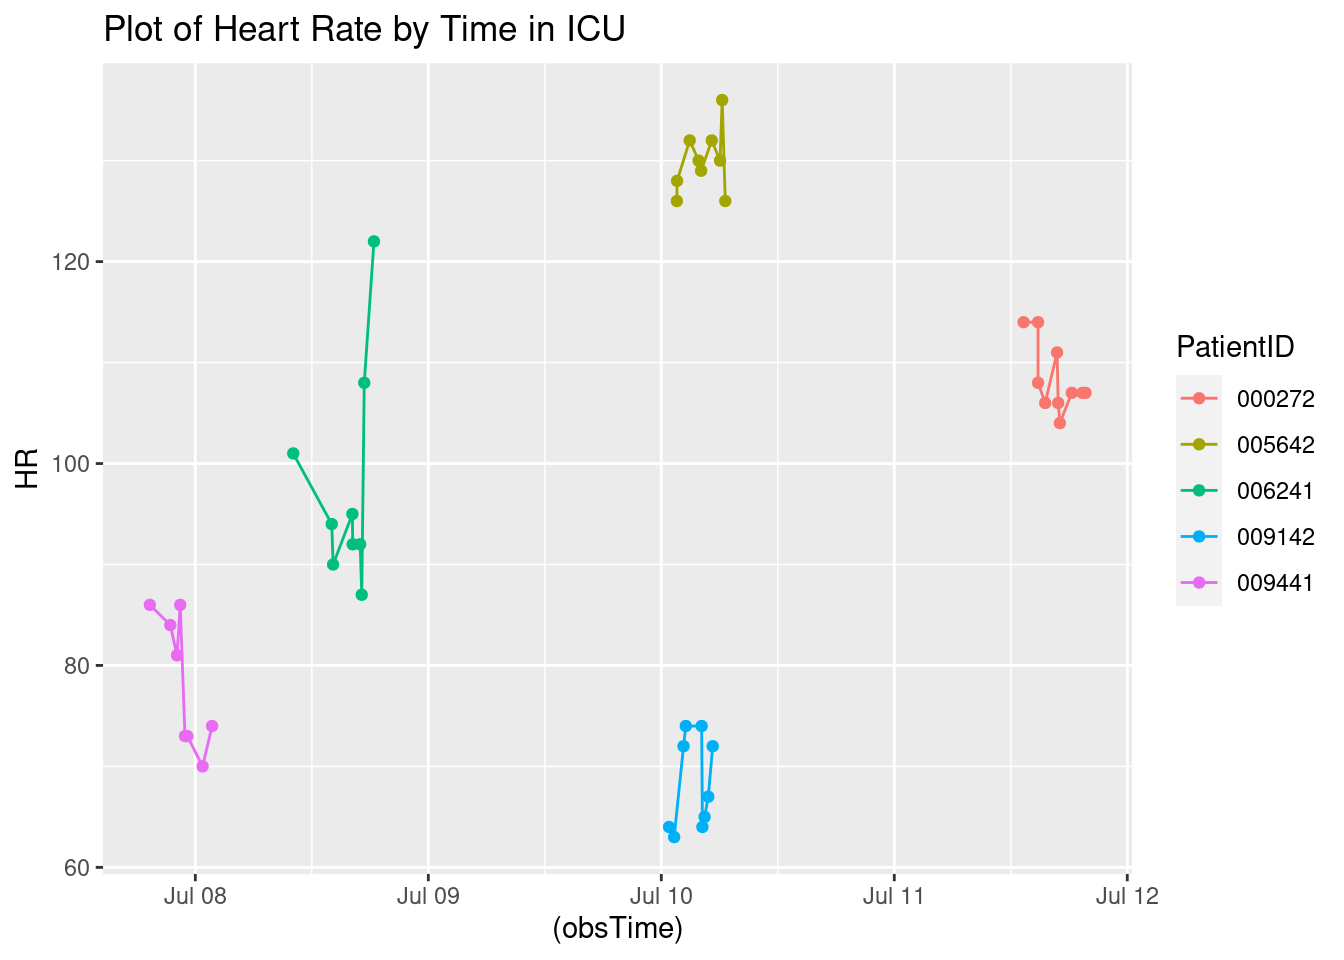 Plot of Heart Rate by Time in ICU
HR
120
100
80
60
Jul 08 Jul 09 Jul 10 Jul 11 Jul 12
(obsTime)
PatientID
000272
005642
006241
009142
009441